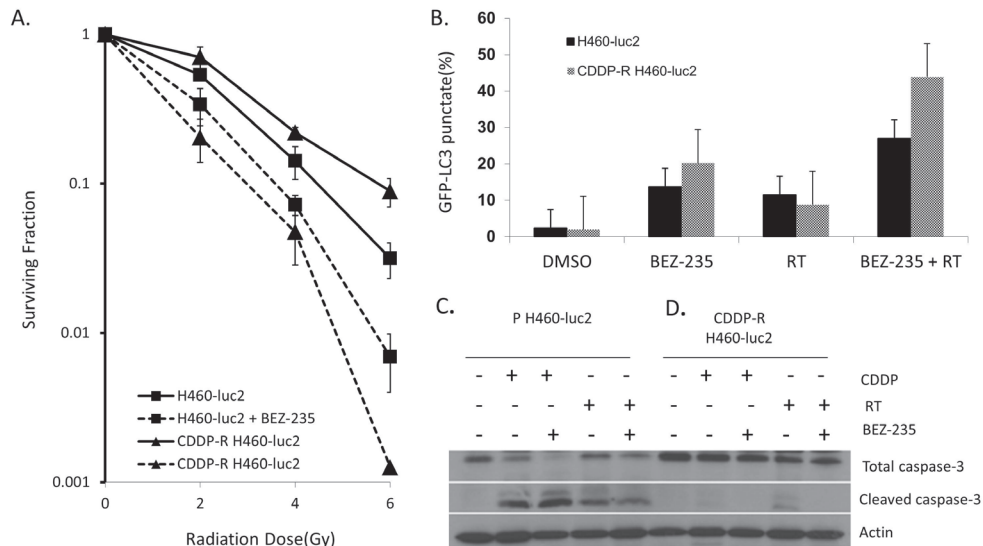 A.
1
0.1
0.01
0.001
Surviving Fraction
0
2
4
6
Radiation Dose(Gy)
H460-luc2
H460-luc2 + BEZ-235
CDDP-R H460-luc2
CDDP-R H460-luc2
B.
60
50
40
30
20
10
0
GFP-LC3 punctate(%)
H460-luc2
CDDP-R H460-luc2
DMSO
BEZ-235
RT
BEZ-235 + RT
C.
P H460-luc2
D.
CDDP-R
H460-luc2
- + + - - - + + - - CDDP
- - - + + - - - + + RT
- - + - + - - + - + BEZ-235
Total caspase-3
Cleaved caspase-3
Actin